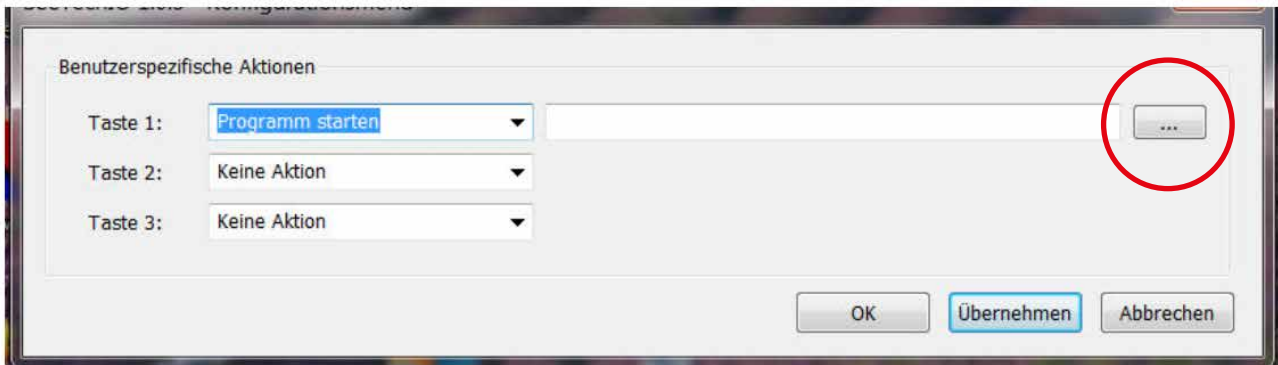 Benutzerspezifische Aktionen
Taste 1: Programm starten ...
Taste 2: Keine Aktion
Taste 3: Keine Aktion
OK Übernehmen Abbrechen